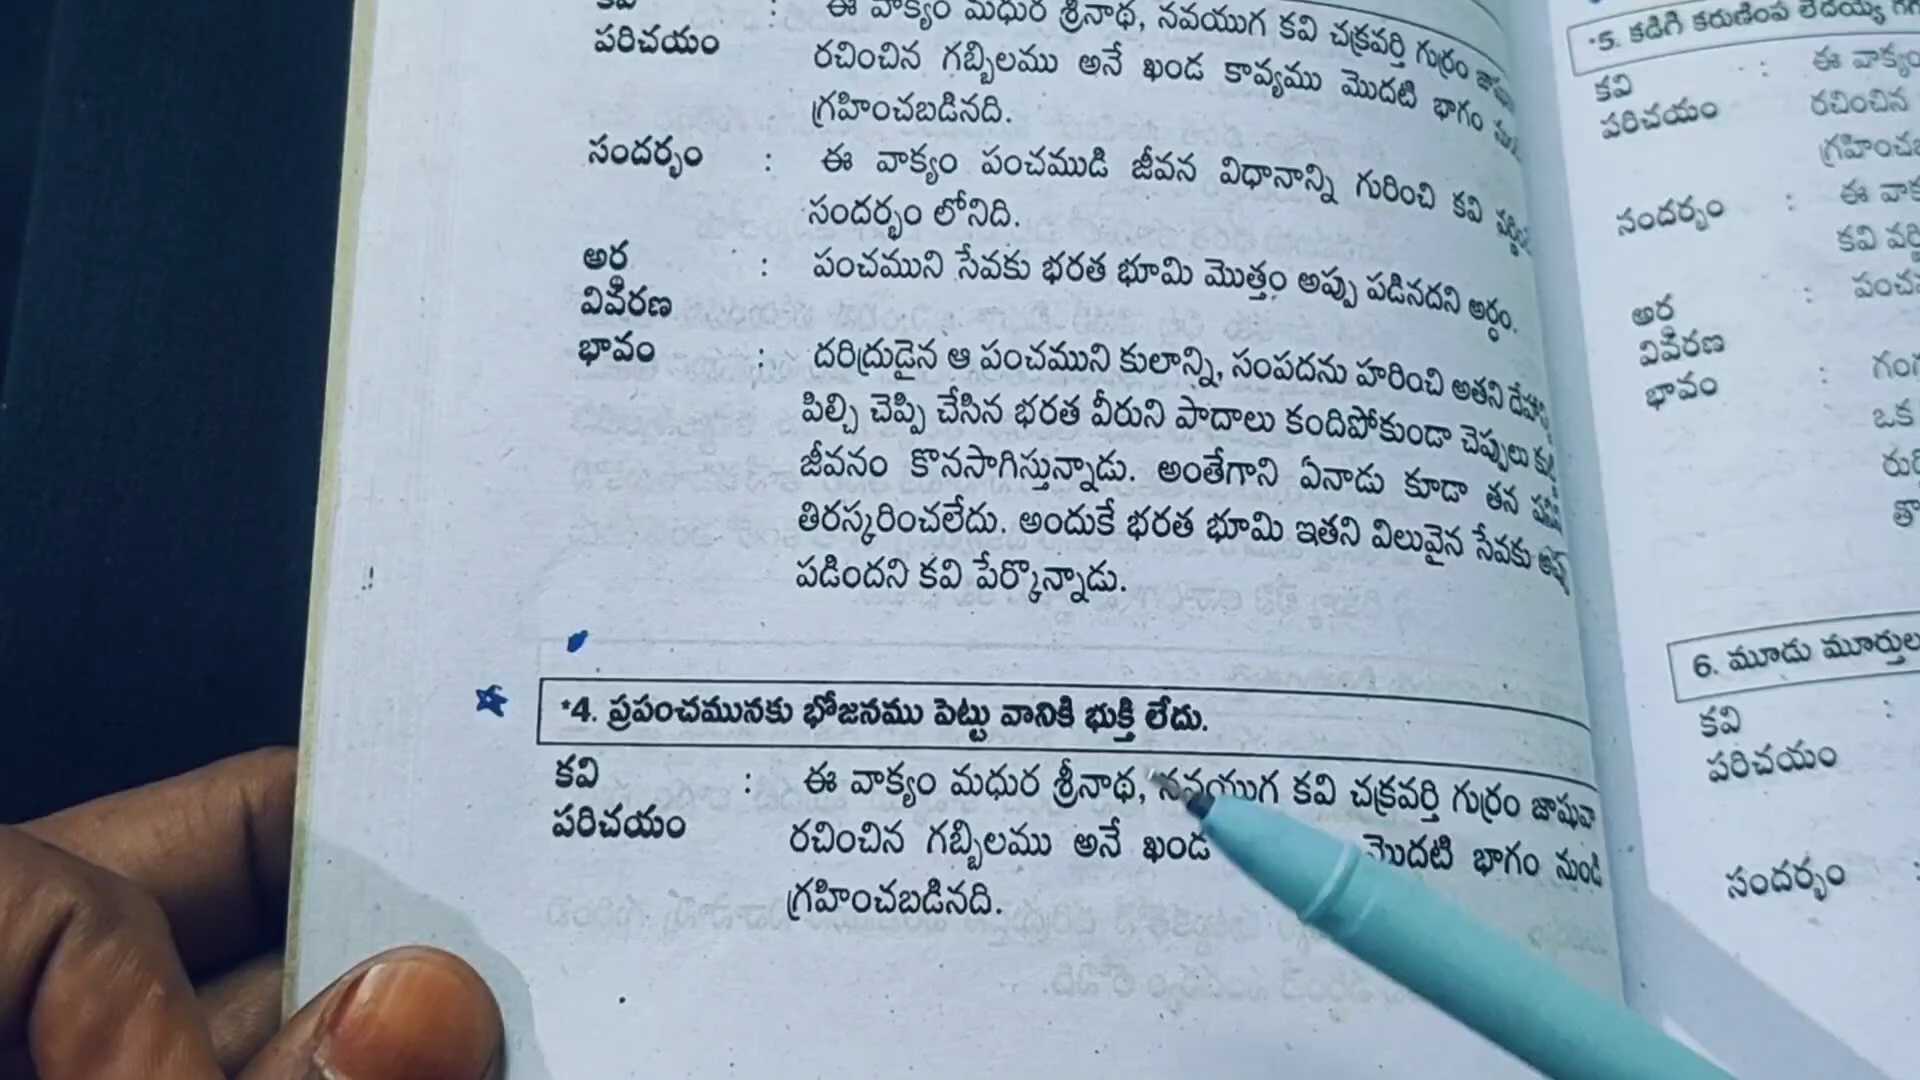 కవి : ఈ వాక్యం మధుర శ్రీనాథ, నవయుగ కవి చక్రవర్తి గుర్రం
పరిచయం రచించిన గబ్బిలము అనే ఖండ కావ్యము మొదటి భాగం
గ్రహించబడినది.
సందర్భం : ఈ వాక్యం పంచముడి జీవన విధానాన్ని గురించి కవి
సందర్భం లోనిది.
అర్థ : పంచముని సేవకు భరత భూమి మొత్తం అప్పు పడినదని అర్థం.
వివరణ
భావం : దరిద్రుడైన ఆ పంచముని కులాన్ని, సంపదను హరించి అతని
పిల్చి చెప్పి చేసిన భరత వీరుని పాదాలు కందిపోకుండా చెప్పులు
జీవనం కొనసాగిస్తున్నాడు. అంతేగాని ఏనాడు కూడా తన
తిరస్కరించలేదు. అందుకే భరత భూమి ఇతని విలువైన సేవకు
పడిందని కవి పేర్కొన్నాడు.
*4. ప్రపంచమునకు భోజనము పెట్టు వానికి భుక్తి లేదు.
కవి : ఈ వాక్యం మధుర శ్రీనాథ, నవయుగ కవి చక్రవర్తి గుర్రం జాషువా
పరిచయం రచించిన గబ్బిలము అనే ఖండ మొదటి భాగం నుండి
గ్రహించబడినది.
*5. కడిగి కరుణింప లేదయ్య
కవి : ఈ వాక్యం
పరిచయం రచించిన
సందర్భం : ఈ
కవి
అర్థ :
వివరణ
భావం :
ఒక
6. మూడు
కవి :
పరిచయం
సందర్భం :